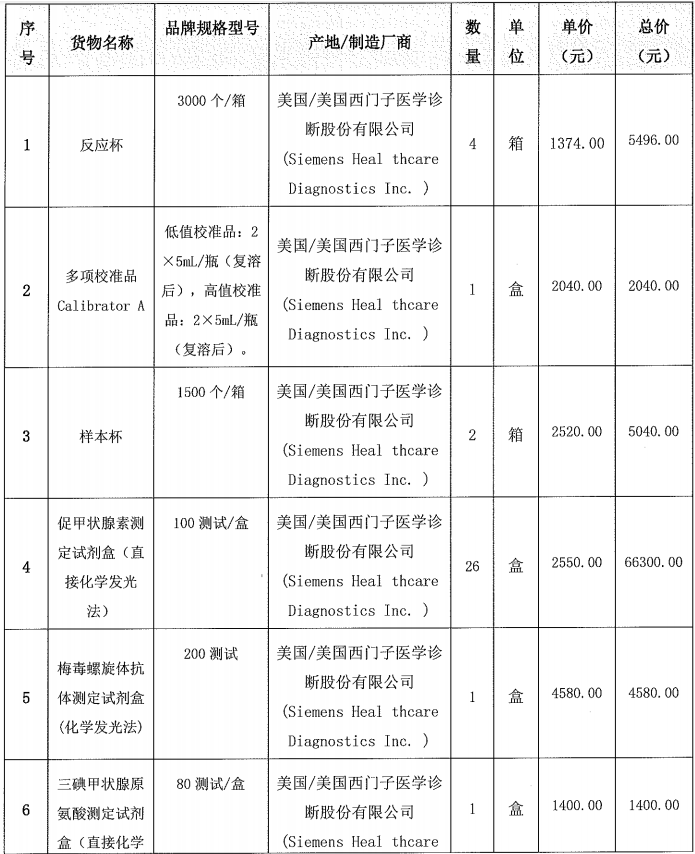 序号 货物名称 品牌规格型号 产地/制造厂商 数量 单位 单价（元） 总价（元）
1
反应杯
3000 个/箱
美国/美国西门子医学诊
断股份有限公司
(Siemens Heal thcare
Diagnostics Inc. )
4
箱
1374.00
5496.00
2
多项校准品
Calibrator A
低值校准品：2
×5mL/瓶（复溶
后），高值校准
品：2×5mL/瓶
（复溶后）。
美国/美国西门子医学诊
断股份有限公司
(Siemens Heal thcare
Diagnostics Inc. )
1
盒
2040.00
2040.00
3
样本杯
1500 个/箱
美国/美国西门子医学诊
断股份有限公司
(Siemens Heal thcare
Diagnostics Inc. )
2
箱
2520.00
5040.00
4
促甲状腺素测
定试剂盒（直
接化学发光
法）
100 测试/盒
美国/美国西门子医学诊
断股份有限公司
(Siemens Heal thcare
Diagnostics Inc. )
26
盒
2550.00
66300.00
5
梅毒螺旋体抗
体测定试剂盒
(化学发光法)
200 测试
美国/美国西门子医学诊
断股份有限公司
(Siemens Heal thcare
Diagnostics Inc. )
1
盒
4580.00
4580.00
6
三碘甲状腺原
氨酸测定试剂
盒（直接化学
80 测试/盒
美国/美国西门子医学诊
断股份有限公司
(Siemens Heal thcare
1
盒
1400.00
1400.00